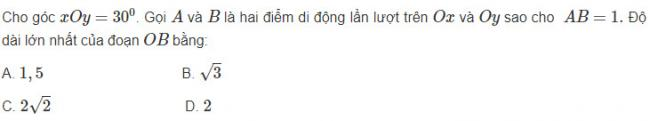 Cho góc xOy = 30⁰. Gọi A và B là hai điểm di động lần lượt trên Ox và Oy sao cho AB = 1. Độ
dài lớn nhất của đoạn OB bằng:
A. 1, 5 B. √3
C. 2√2 D. 2